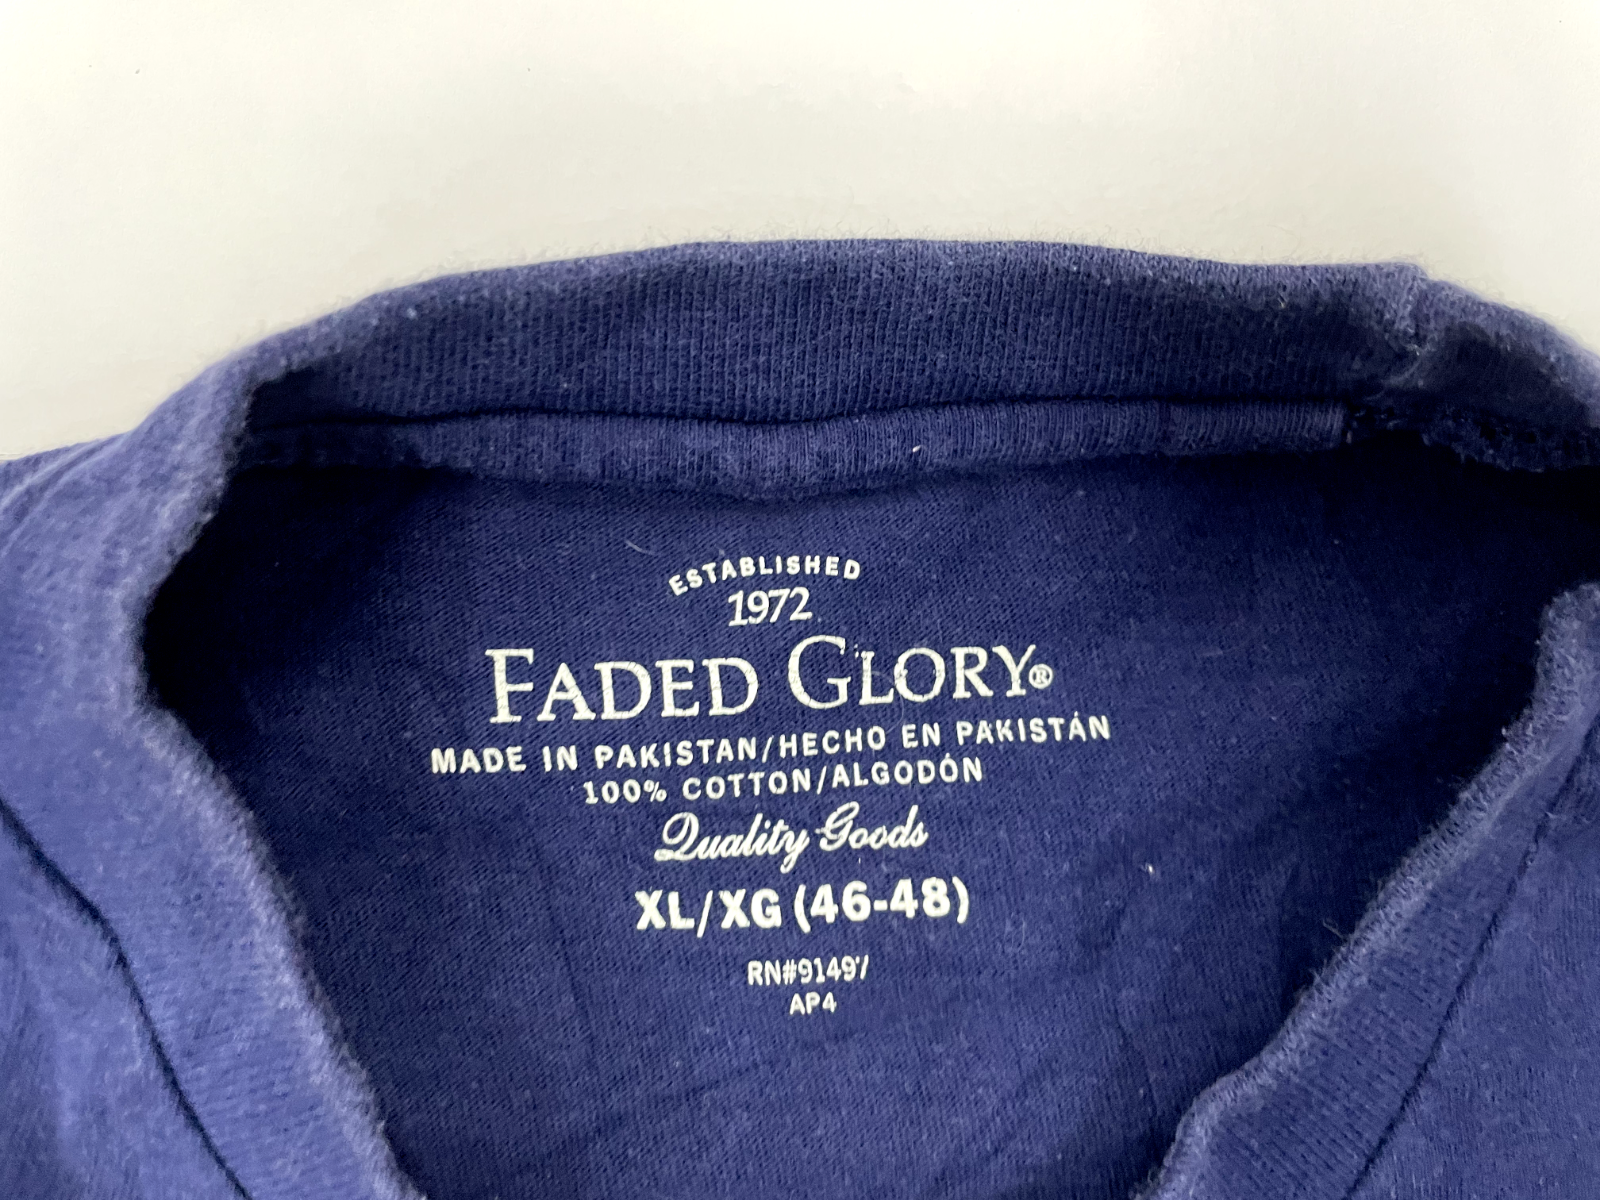 ESTABLISHED
1972
FADED GLORY®
MADE IN PAKISTAN/HECHO EN PAKISTÁN
100% COTTON/ALGODÓN
Quality Goods
XL/XG (46-48)
RN#91497
AP4